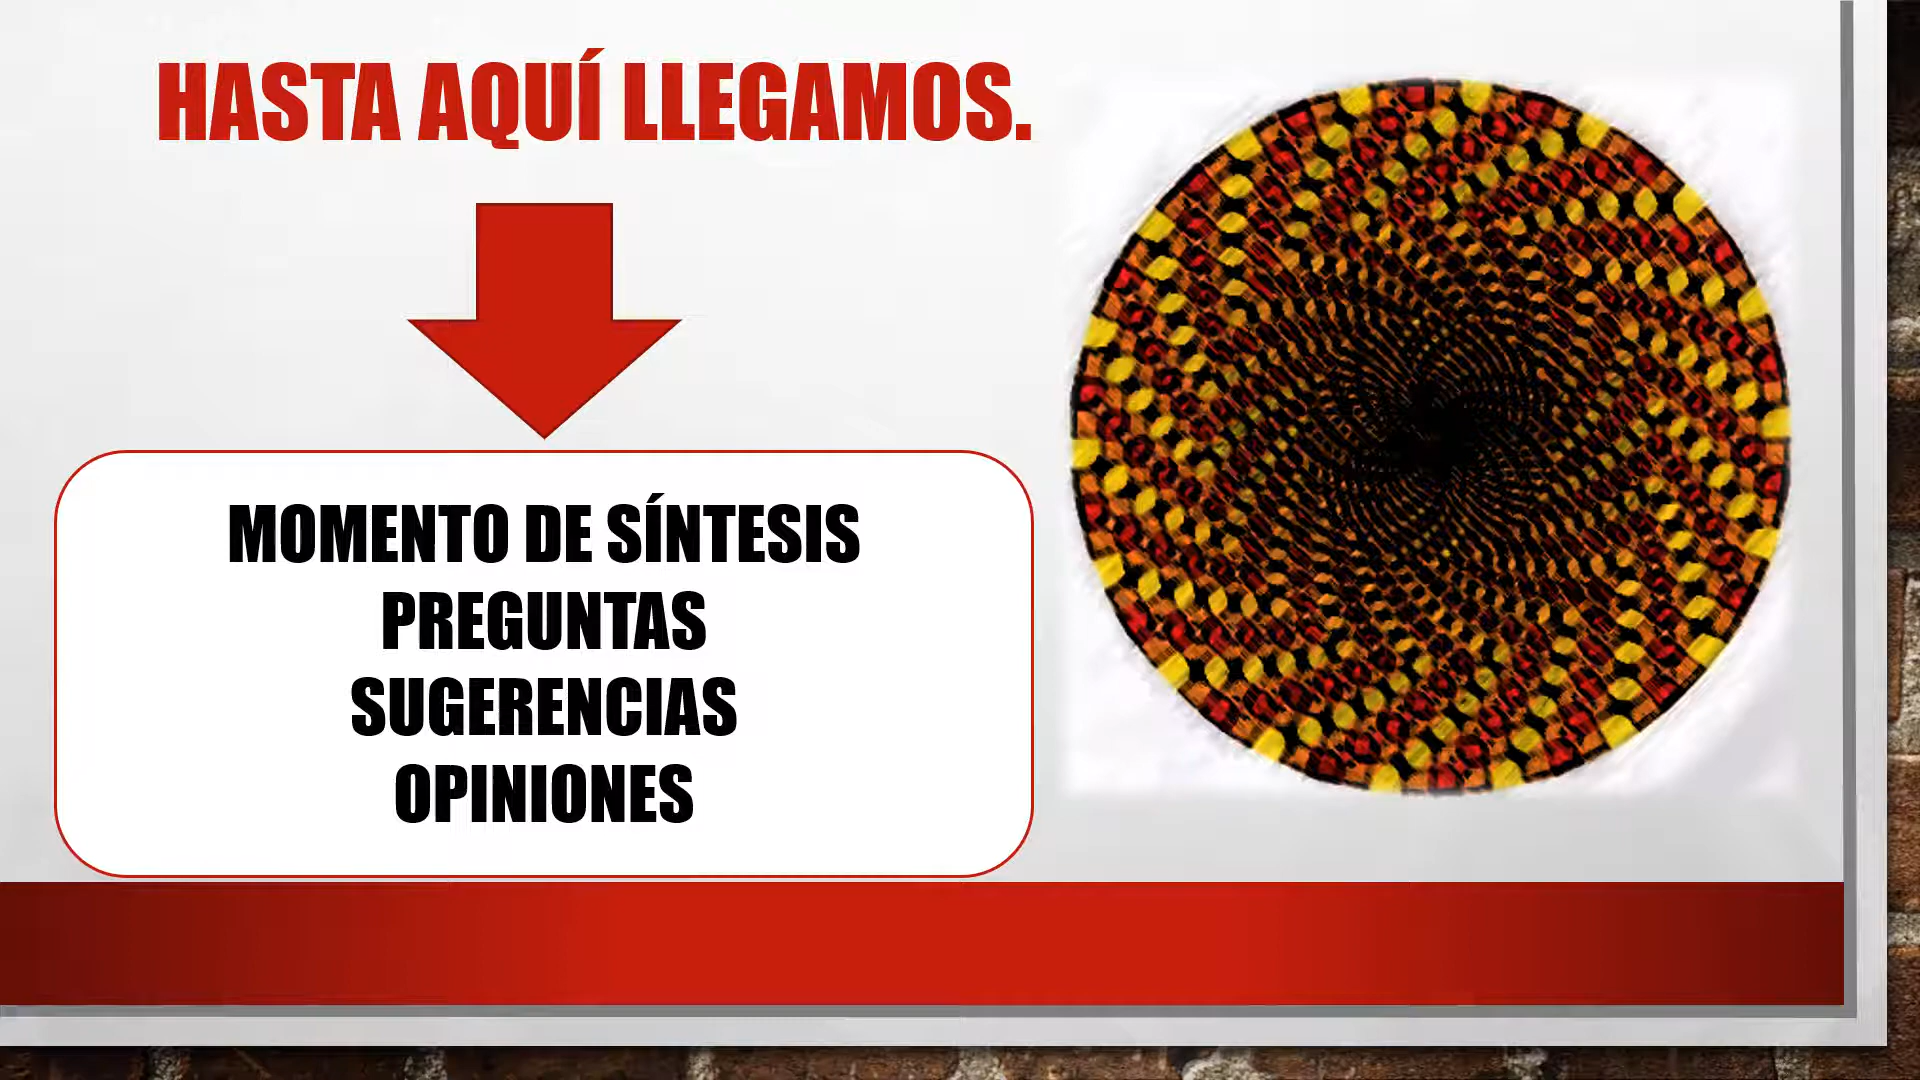 HASTA AQUÍ LLEGAMOS.
MOMENTO DE SÍNTESIS
PREGUNTAS
SUGERENCIAS
OPINIONES